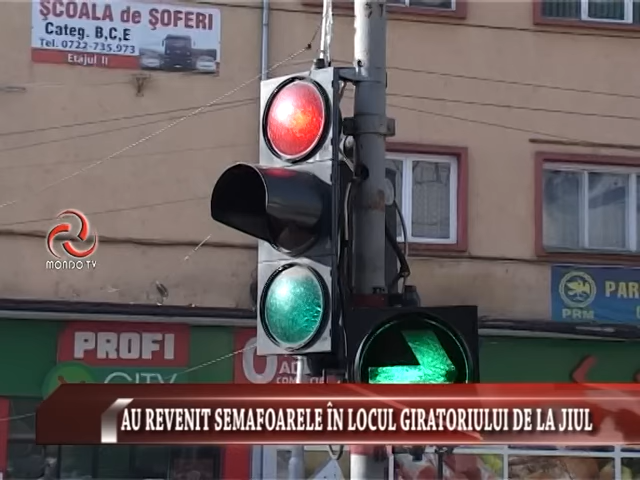 ȘCOALA de ȘOFERI
Categ. B,C,E
Tel. 0722-735.973
Etajul II
MONDO TV
PRM
PROFI
CITY
AU REVENIT SEMAFOARELE ÎN LOCUL GIRATORIULUI DE LA JIUL